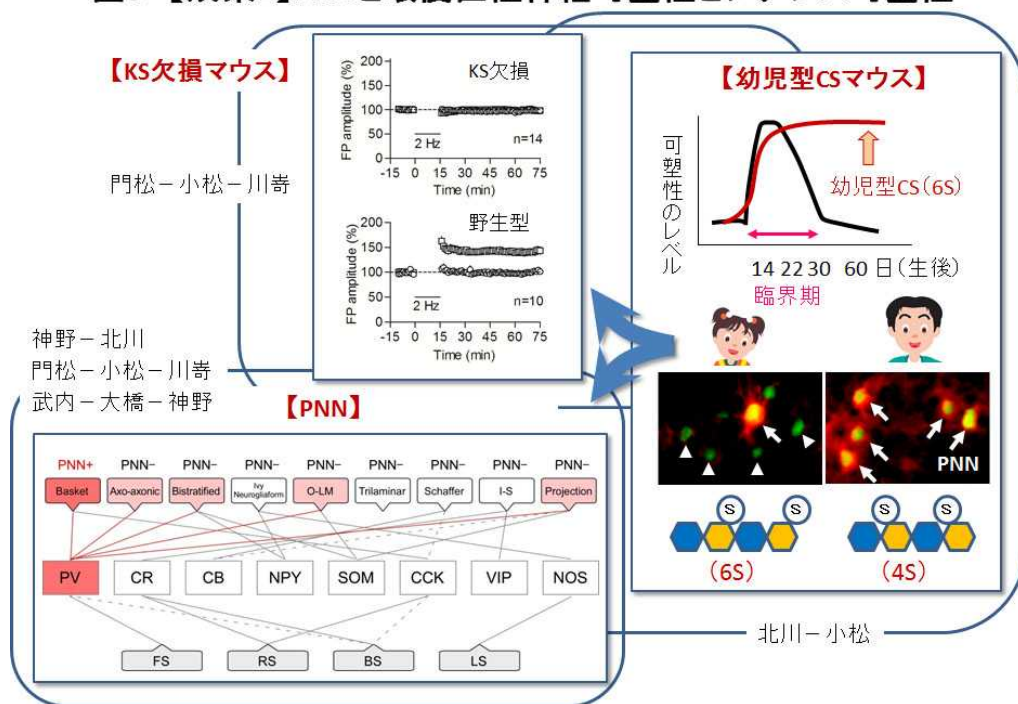 【KS欠損マウス】
門松－小松－川嵜
KS欠損
FP amplitude (%)
200
150
100
50
0
2 Hz
n=14
-15 0 15 30 45 60 75
Time (min)
野生型
FP amplitude (%)
200
150
100
50
0
2 Hz
n=10
-15 0 15 30 45 60 75
Time (min)
【幼児型CSマウス】
可塑性のレベル
幼児型CS(6S)
14 22 30 60 日(生後)
臨界期
PNN
S S
S S
(6S)
(4S)
神野－北川
門松－小松－川嵜
武内－大橋－神野
【PNN】
PNN+ PNN− PNN− PNN− PNN− PNN− PNN− PNN− PNN−
Basket Axo-axonic Bistratified Ivy Neurogliaform O-LM Trilaminar Schaffer I-S Projection
PV CR CB NPY SOM CCK VIP NOS
FS RS BS LS
北川－小松